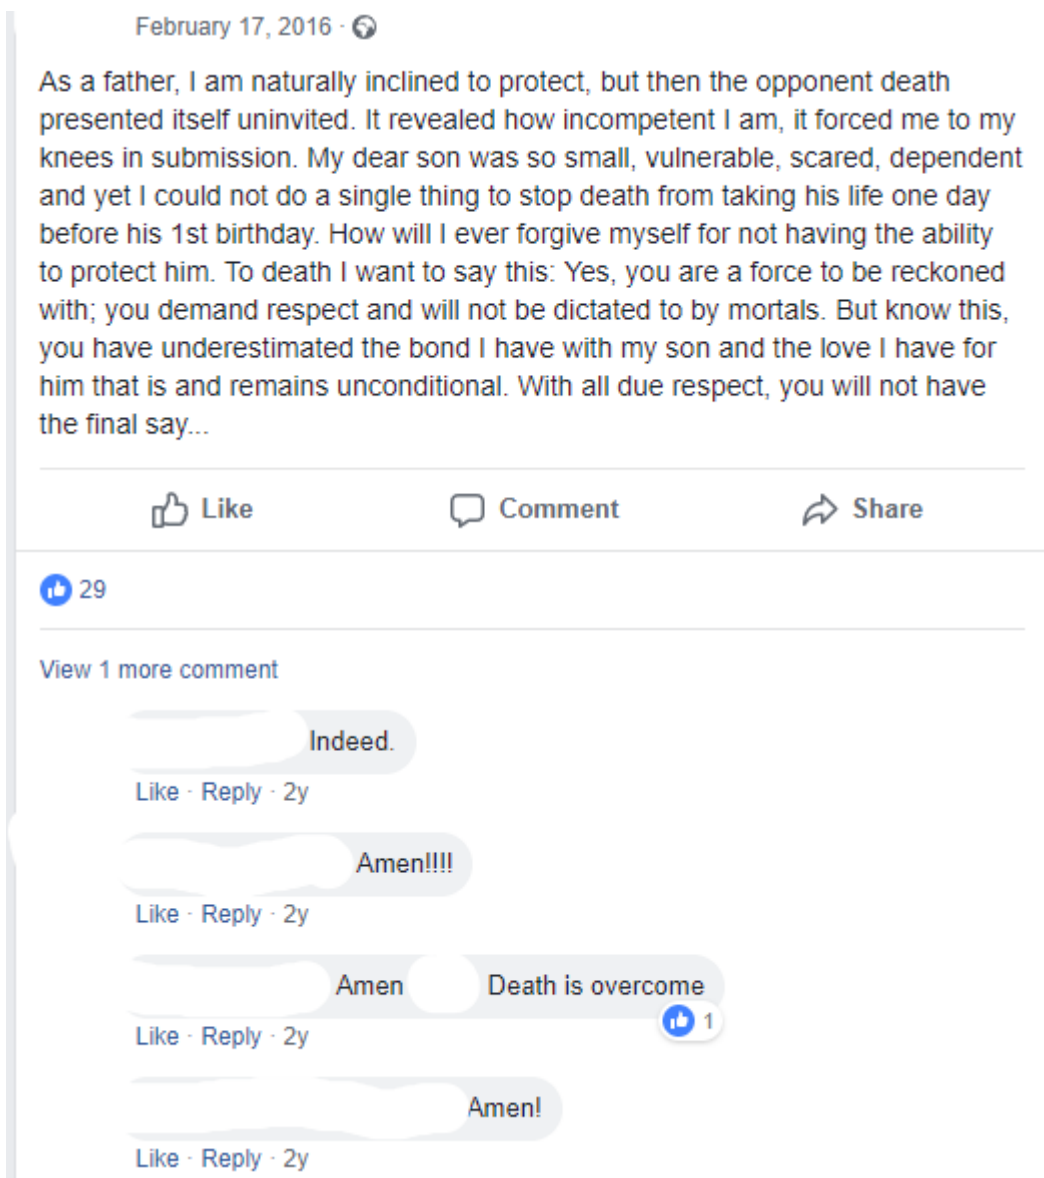 February 17, 2016 ·
As a father, I am naturally inclined to protect, but then the opponent death
presented itself uninvited. It revealed how incompetent I am, it forced me to my
knees in submission. My dear son was so small, vulnerable, scared, dependent
and yet I could not do a single thing to stop death from taking his life one day
before his 1st birthday. How will I ever forgive myself for not having the ability
to protect him. To death I want to say this: Yes, you are a force to be reckoned
with; you demand respect and will not be dictated to by mortals. But know this,
you have underestimated the bond I have with my son and the love I have for
him that is and remains unconditional. With all due respect, you will not have
the final say...
Like Comment Share
29
View 1 more comment
Indeed.
Like · Reply · 2y
Amen!!!!
Like · Reply · 2y
Amen Death is overcome
1
Like · Reply · 2y
Amen!
Like · Reply · 2y